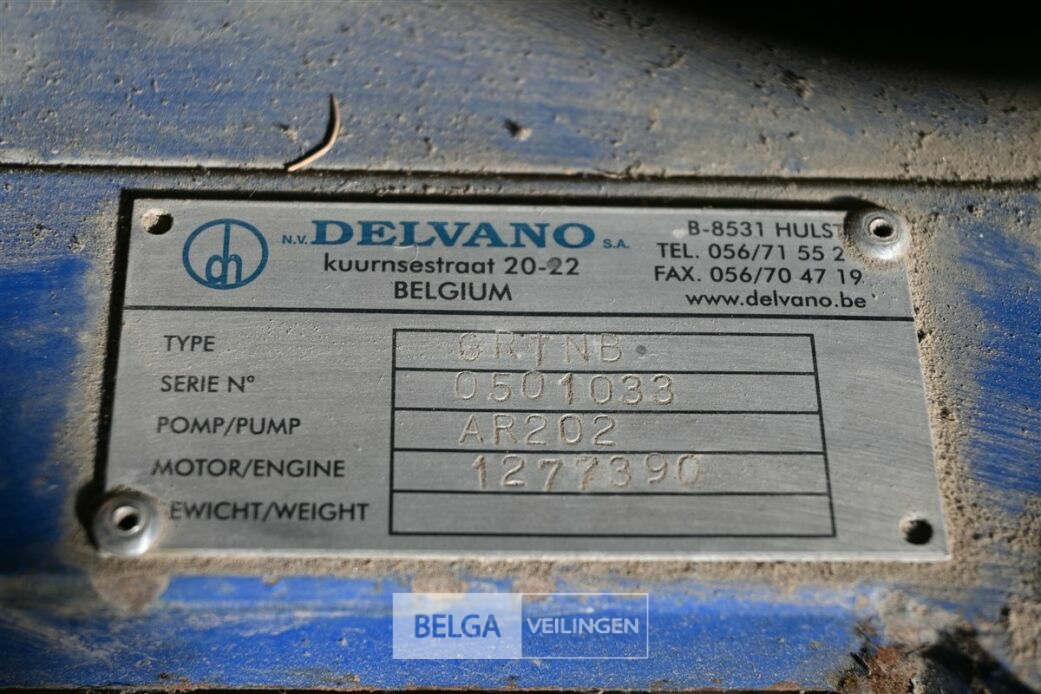 dh
N.V. DELVANO S.A.
kuurnsestraat 20-22
BELGIUM
B-8531 HULST
TEL. 056/71 55 2
FAX. 056/70 47 19
www.delvano.be
TYPE GRTNB
SERIE N° 0501033
POMP/PUMP AR202
MOTOR/ENGINE 1277390
EWICHT/WEIGHT
BELGA VEILINGEN